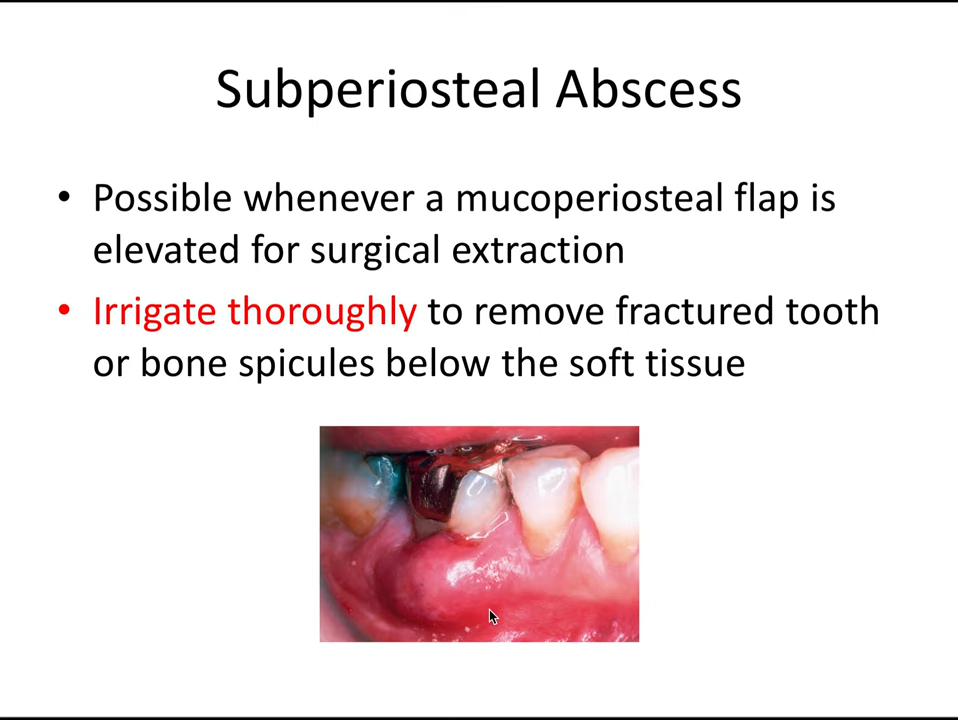 Subperiosteal Abscess
• Possible whenever a mucoperiosteal flap is
elevated for surgical extraction
• Irrigate thoroughly to remove fractured tooth
or bone spicules below the soft tissue